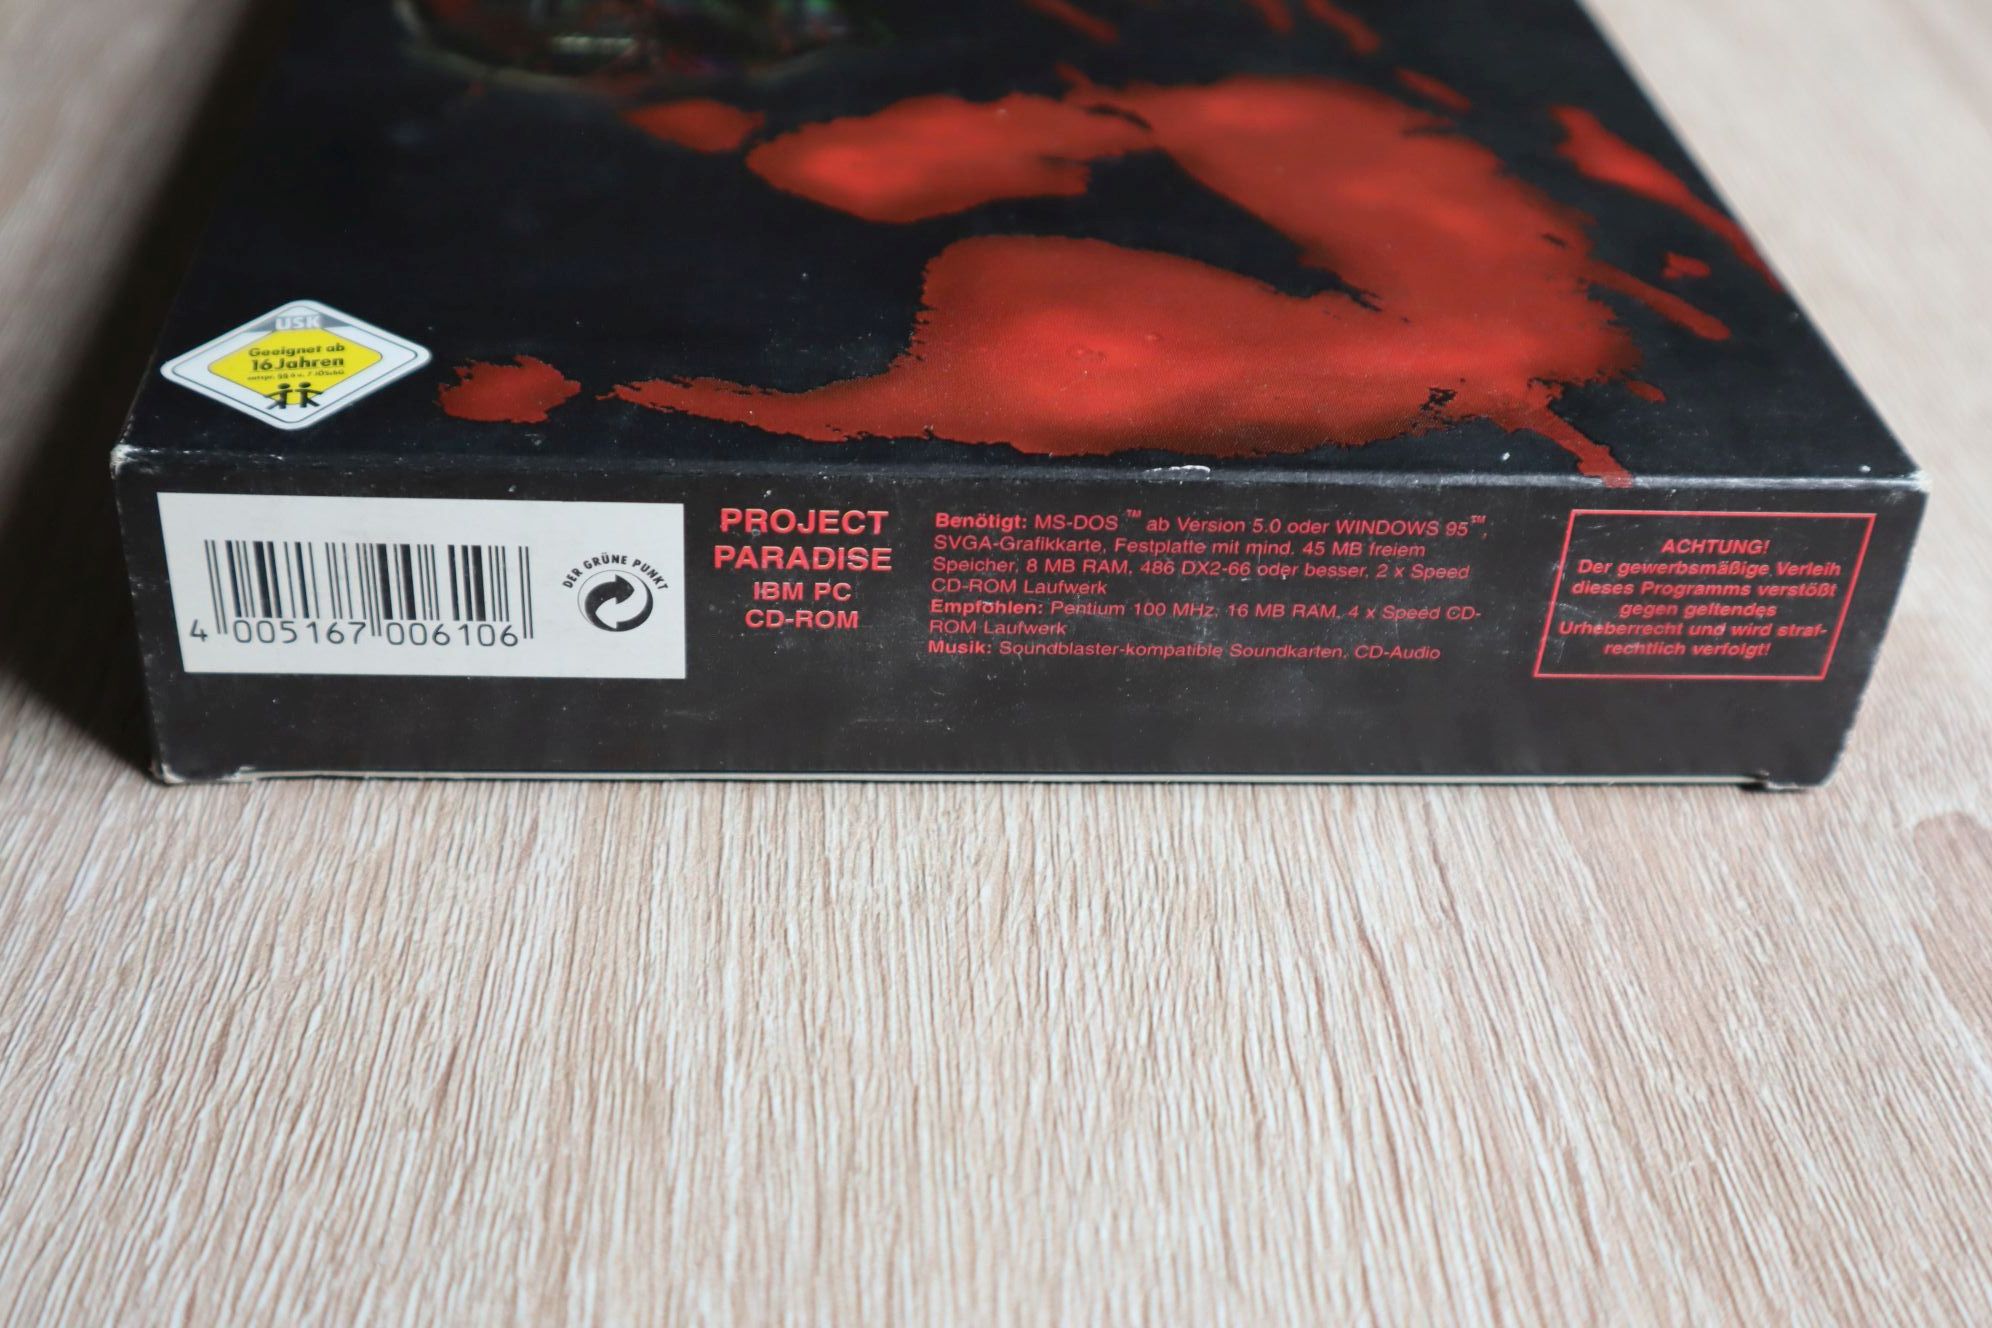 USK
Geeignet ab
16 Jahren
4 005167 006106
DER GRÜNE PUNKT
PROJECT
PARADISE
IBM PC
CD-ROM
Benötigt: MS-DOS™ ab Version 5.0 oder WINDOWS 95™,
SVGA-Grafikkarte, Festplatte mit mind. 45 MB freiem
Speicher, 8 MB RAM, 486 DX2-66 oder besser, 2 x Speed
CD-ROM Laufwerk
Empfohlen: Pentium 100 MHz, 16 MB RAM, 4 x Speed CD-
ROM Laufwerk
Musik: Soundblaster-kompatible Soundkarten, CD-Audio
ACHTUNG!
Der gewerbsmäßige Verleih
dieses Programms verstößt
gegen geltendes
Urheberrecht und wird straf-
rechtlich verfolgt!